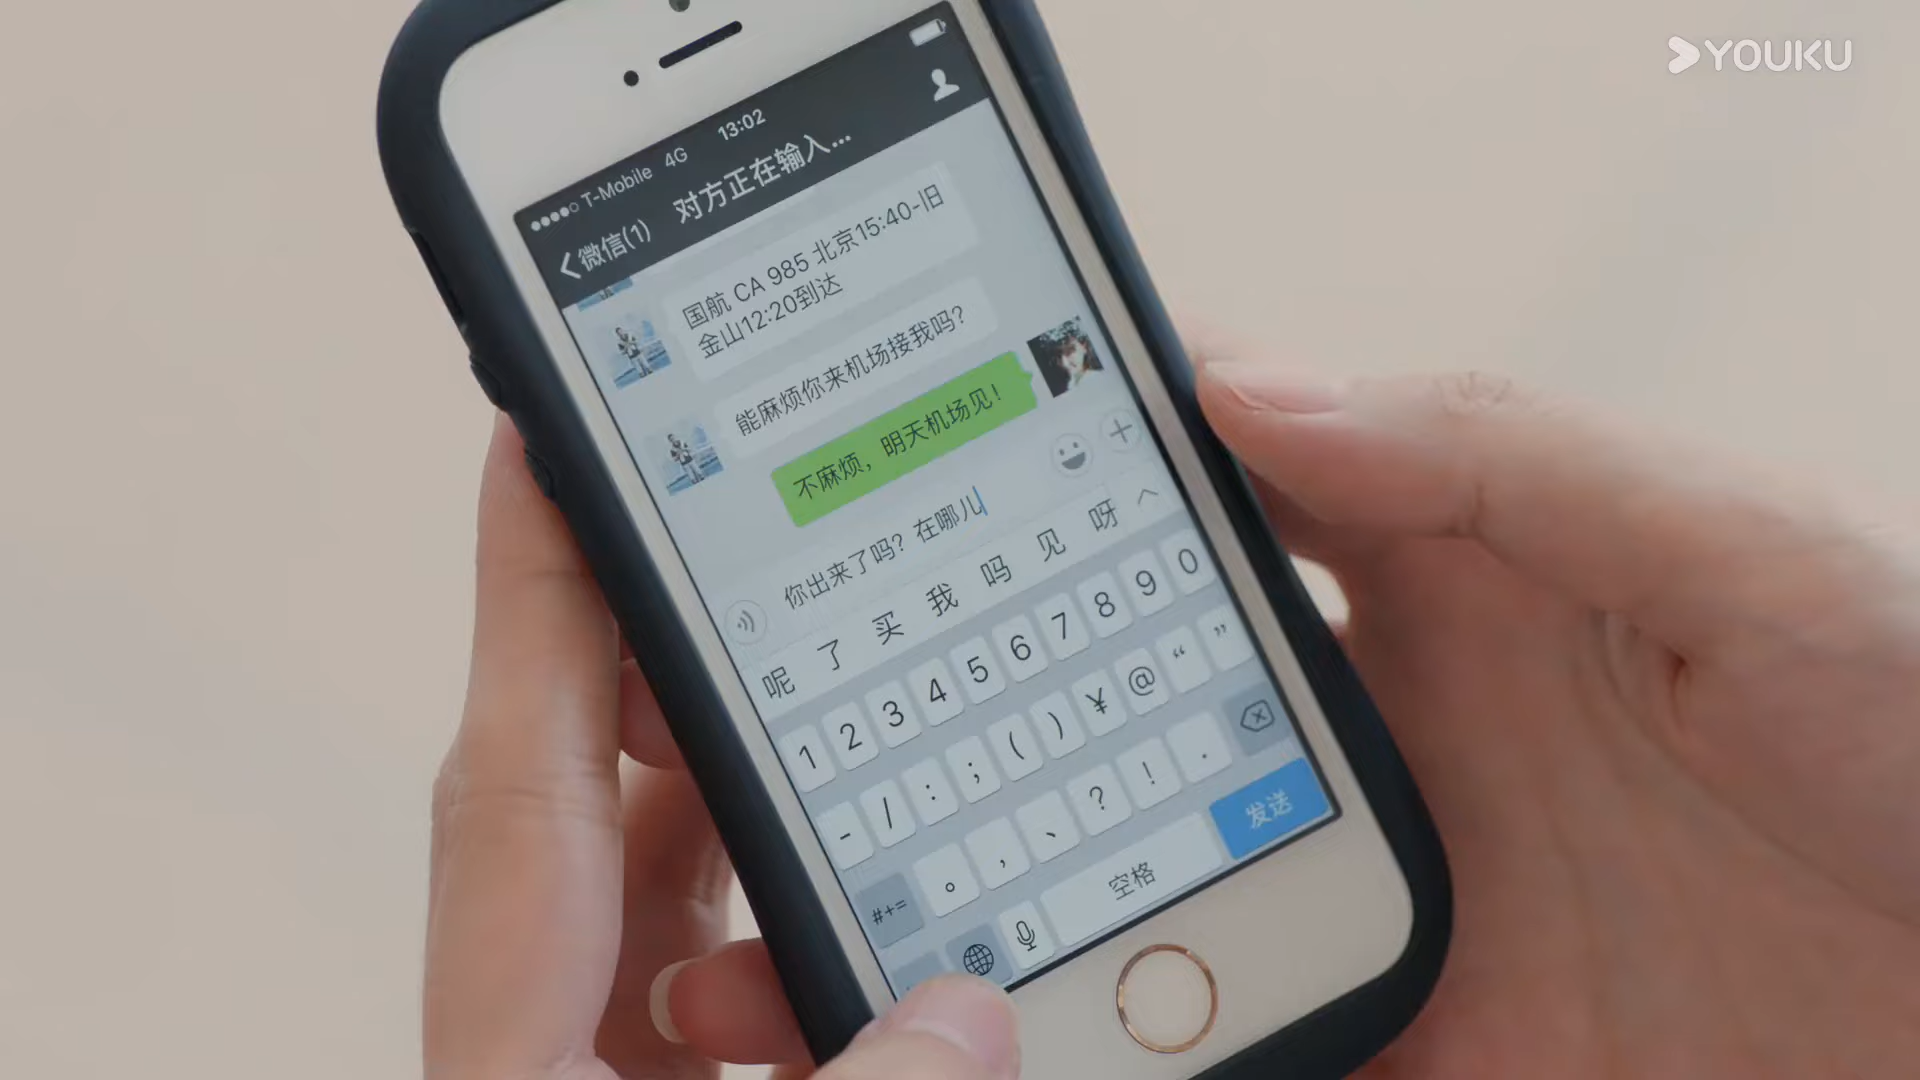 YOUKU
T-Mobile 4G 13:02
微信(1) 对方正在输入...
国航 CA 985 北京15:40-旧
金山12:20到达
能麻烦你来机场接我吗?
不麻烦，明天机场见!
你出来了吗? 在哪儿
呢 了 买 我 吗 见 呀
1 2 3 4 5 6 7 8 9 0
- / : ; ( ) ¥ @ “ ”
#+= 。 , 、 ? ! .
空格 发送